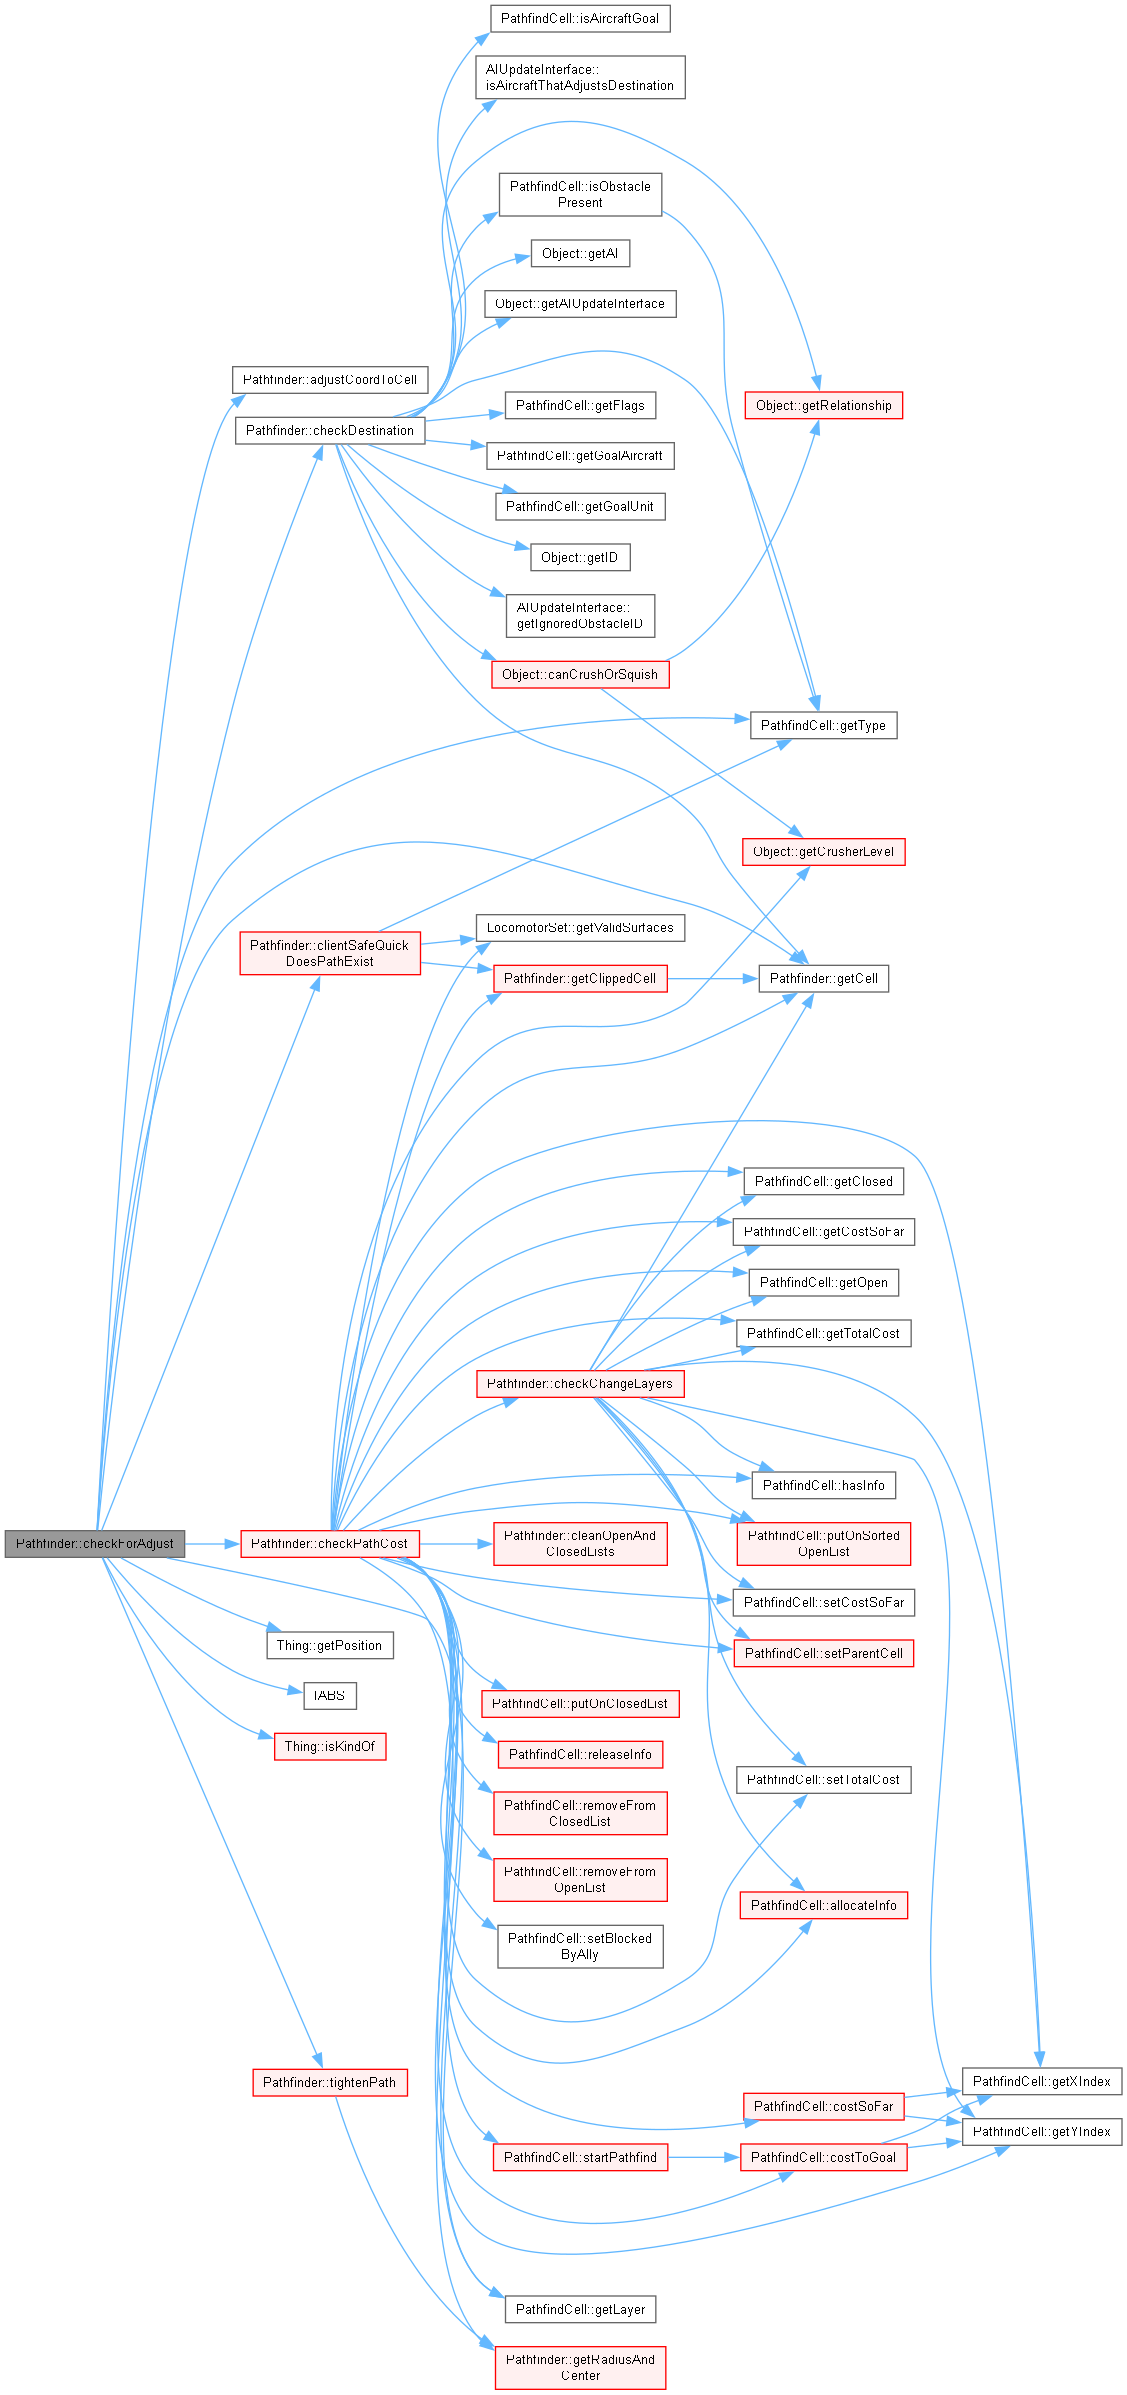 PathfindCell::isAircraftGoal
AIUpdateInterface::
isAircraftThatAdjustsDestination
PathfindCell::isObstacle
Present
Object::getAI
Object::getAIUpdateInterface
Pathfinder::adjustCoordToCell
Object::getRelationship
PathfindCell::getFlags
Pathfinder::checkDestination
PathfindCell::getGoalAircraft
PathfindCell::getGoalUnit
Object::getID
AIUpdateInterface::
getIgnoredObstacleID
Object::canCrushOrSquish
PathfindCell::getType
Object::getCrusherLevel
LocomotorSet::getValidSurfaces
Pathfinder::clientSafeQuick
DoesPathExist
Pathfinder::getClippedCell
Pathfinder::getCell
PathfindCell::getClosed
PathfindCell::getCostSoFar
PathfindCell::getOpen
PathfindCell::getTotalCost
Pathfinder::checkChangeLayers
PathfindCell::hasInfo
Pathfinder::checkForAdjust
Pathfinder::checkPathCost
Pathfinder::cleanOpenAnd
ClosedLists
PathfindCell::putOnSorted
OpenList
PathfindCell::setCostSoFar
Thing::getPosition
PathfindCell::setParentCell
IABS
PathfindCell::putOnClosedList
Thing::isKindOf
PathfindCell::releaseInfo
PathfindCell::setTotalCost
PathfindCell::removeFrom
ClosedList
PathfindCell::removeFrom
OpenList
PathfindCell::allocateInfo
PathfindCell::setBlocked
ByAlly
Pathfinder::tightenPath
PathfindCell::getXIndex
PathfindCell::costSoFar
PathfindCell::getYIndex
PathfindCell::startPathfind
PathfindCell::costToGoal
PathfindCell::getLayer
Pathfinder::getRadiusAnd
Center